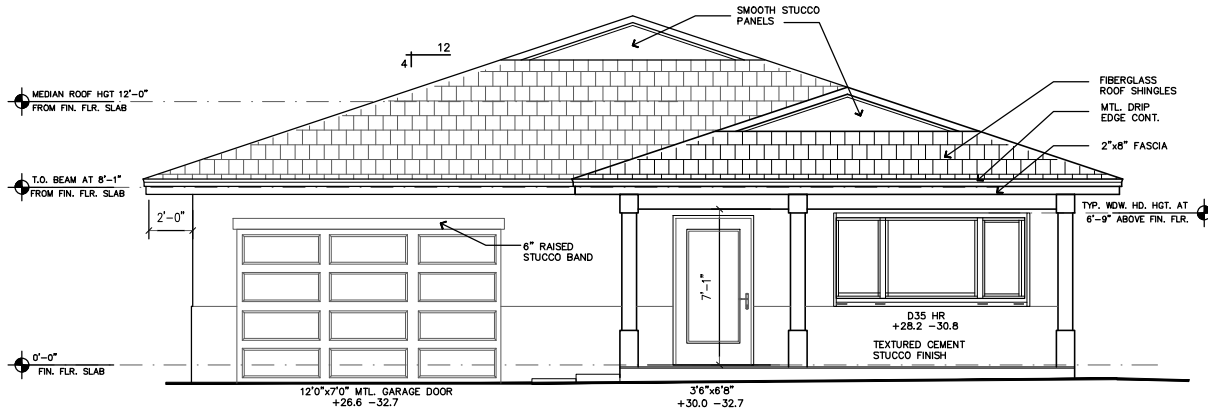 SMOOTH STUCCO
PANELS
12
4
MEDIAN ROOF HGT 12'-0"
FROM FIN. FLR. SLAB
FIBERGLASS
ROOF SHINGLES
MTL. DRIP
EDGE CONT.
2"x8" FASCIA
T.O. BEAM AT 8'-1"
FROM FIN. FLR. SLAB
2'-0"
TYP. WDW. HD. HGT. AT
6'-9" ABOVE FIN. FLR.
6" RAISED
STUCCO BAND
7'-1"
D35 HR
+28.2 -30.8
TEXTURED CEMENT
STUCCO FINISH
0'-0"
FIN. FLR. SLAB
12'0"x7'0" MTL. GARAGE DOOR
+26.6 -32.7
3'6"x6'8"
+30.0 -32.7